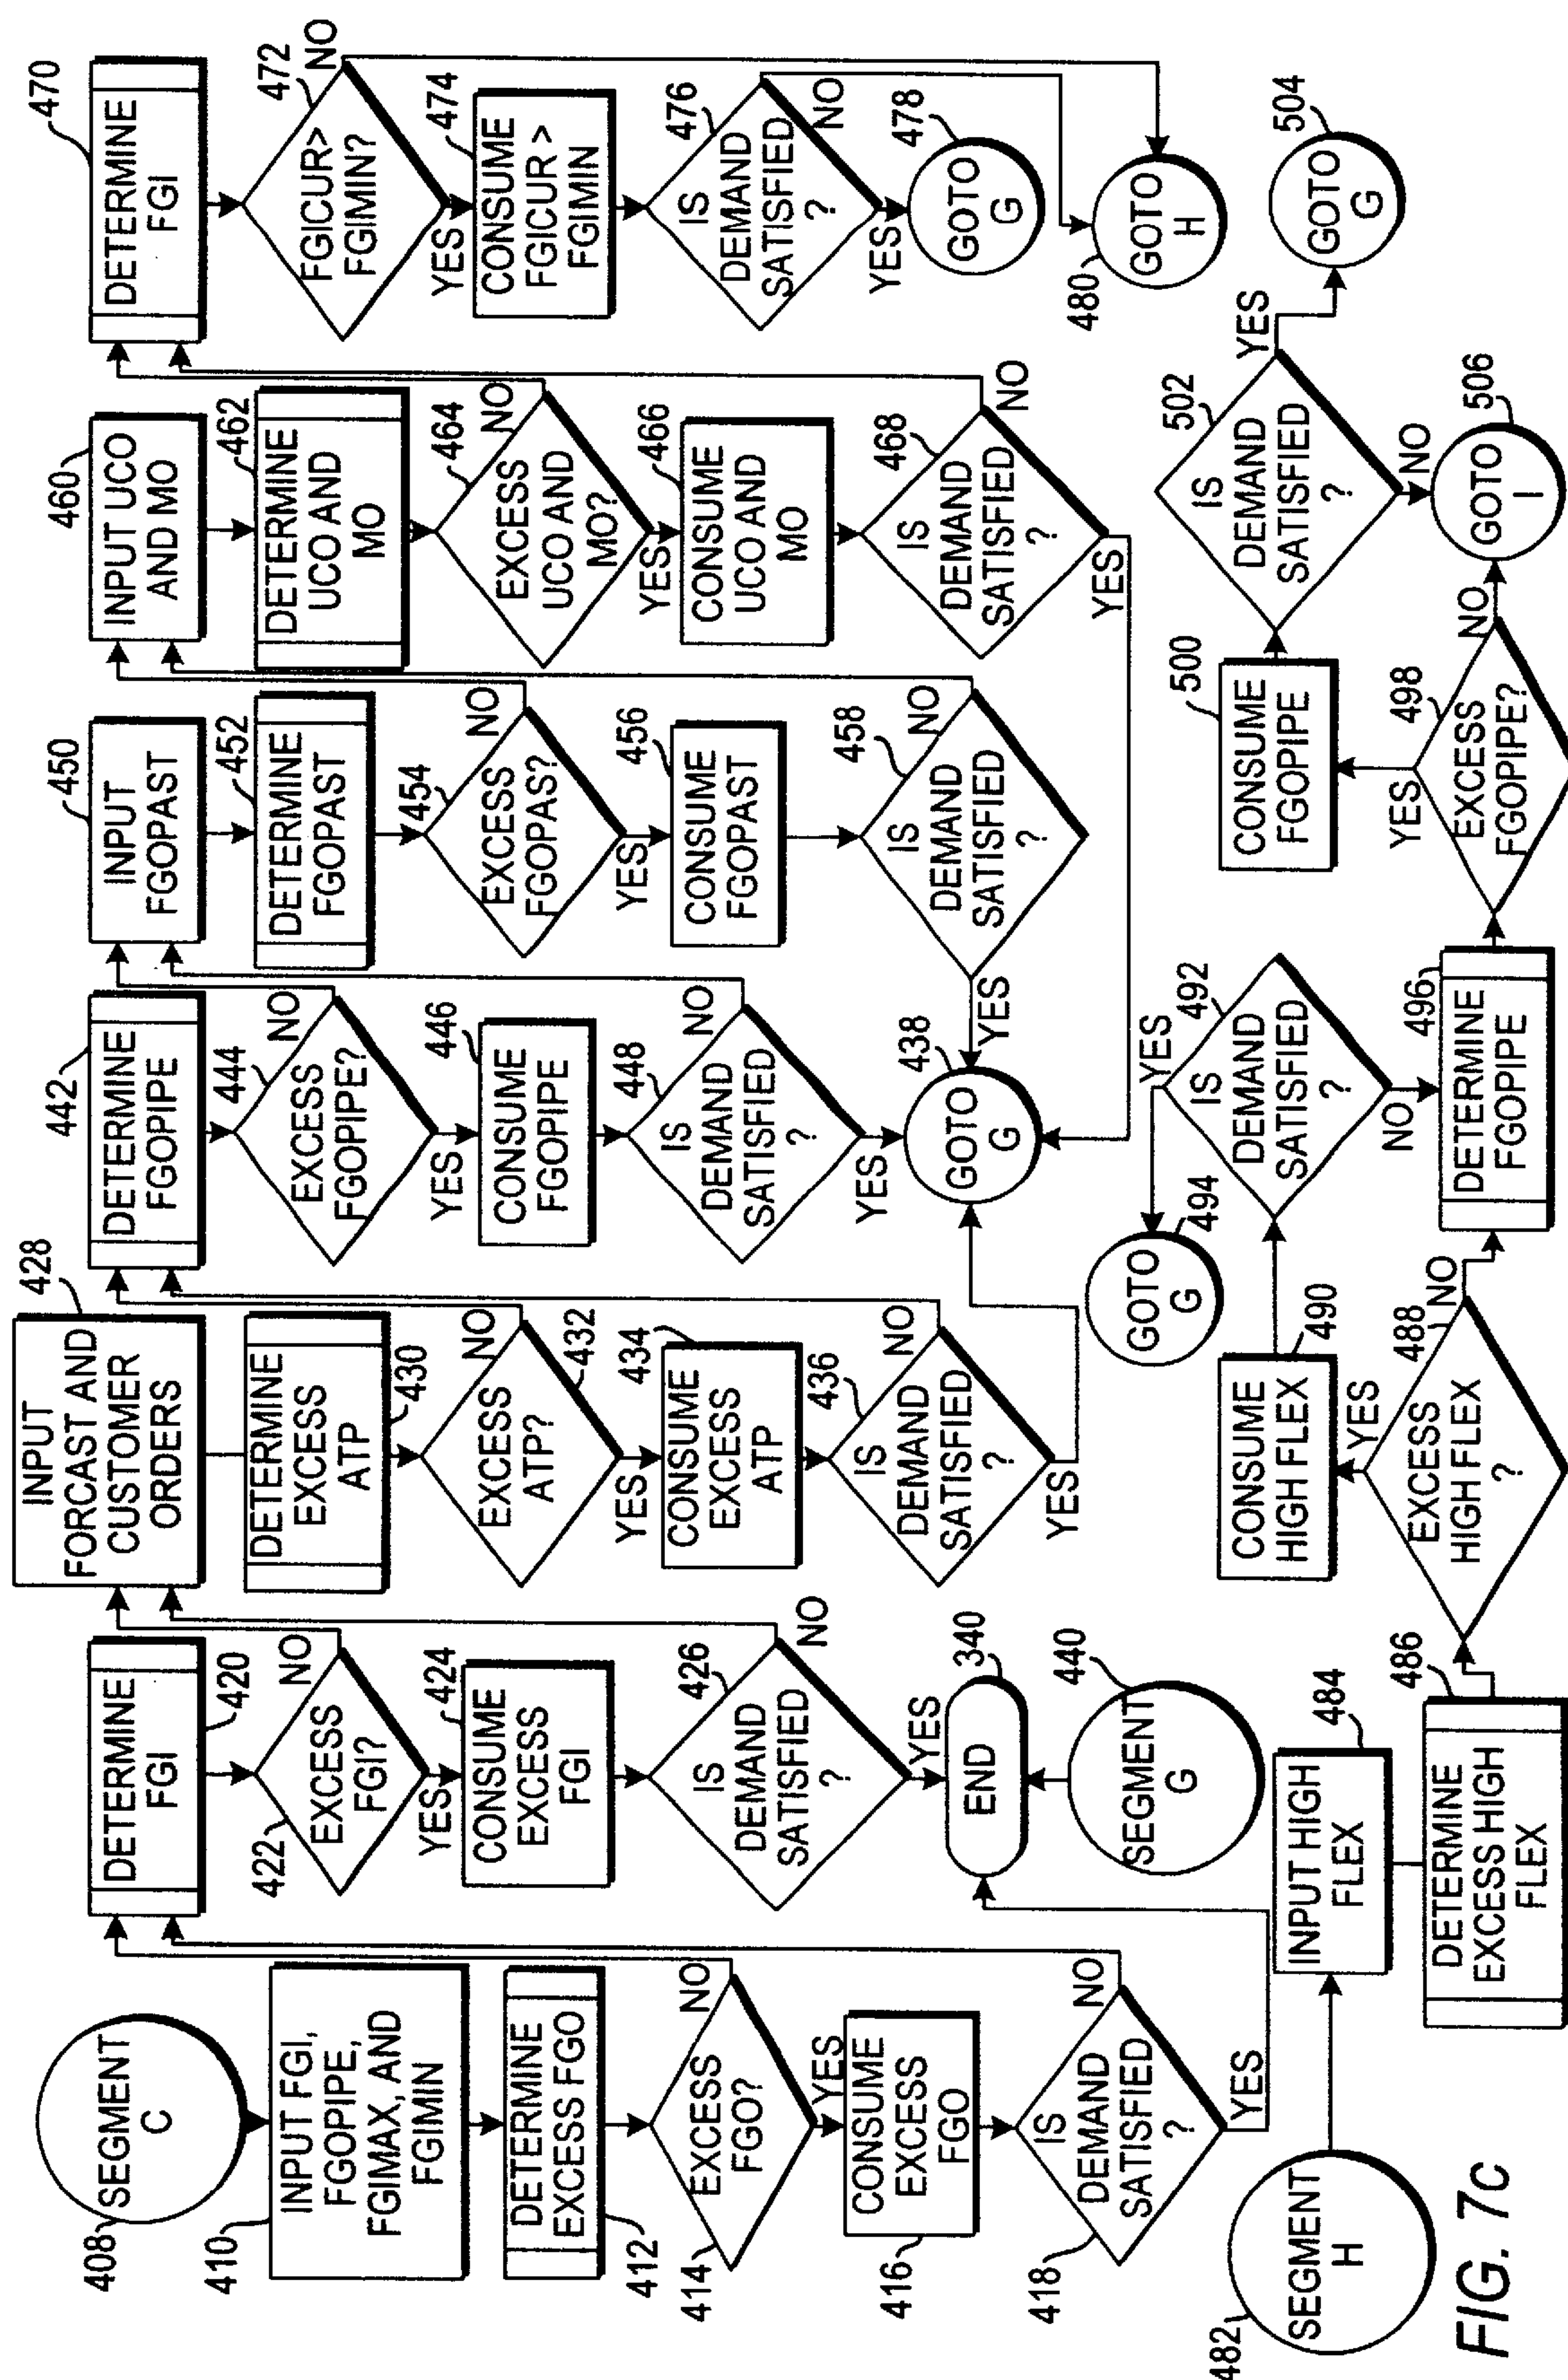 408
SEGMENT
C
410
INPUT FGI,
FGOPIPE,
FGIMAX, AND
FGIMIN
DETERMINE
EXCESS FGO
412
414
EXCESS
FGO?
NO
YES
416
CONSUME
EXCESS
FGO
418
IS
DEMAND
SATISFIED
?
NO
YES
DETERMINE
FGI
420
422
EXCESS
FGI?
NO
YES
424
CONSUME
EXCESS
FGI
426
IS
DEMAND
SATISFIED
?
NO
YES
END
340
SEGMENT
G
440
428
INPUT
FORCAST AND
CUSTOMER
ORDERS
DETERMINE
EXCESS
ATP
430
EXCESS
ATP?
NO
432
YES
434
CONSUME
EXCESS
ATP
436
IS
DEMAND
SATISFIED
?
NO
YES
442
DETERMINE
FGOPIPE
444
EXCESS
FGOPIPE?
NO
YES
446
CONSUME
FGOPIPE
448
IS
DEMAND
SATISFIED
?
NO
YES
438
GOTO
G
450
INPUT
FGOPAST
452
DETERMINE
FGOPAST
454
EXCESS
FGOPAS?
NO
YES
456
CONSUME
FGOPAST
458
IS
DEMAND
SATISFIED
?
NO
YES
460
INPUT UCO
AND MO
462
DETERMINE
UCO AND
MO
464
EXCESS
UCO AND
MO?
NO
YES
466
CONSUME
UCO AND
MO
468
IS
DEMAND
SATISFIED
?
NO
YES
470
DETERMINE
FGI
472
FGICUR>
FGIMIN?
NO
YES
474
CONSUME
FGICUR >
FGIMIN
476
IS
DEMAND
SATISFIED
?
NO
YES
478
GOTO
G
480
GOTO
H
482
SEGMENT
H
484
INPUT HIGH
FLEX
486
DETERMINE
EXCESS HIGH
FLEX
488
EXCESS
HIGH FLEX
?
NO
YES
490
CONSUME
HIGH FLEX
492
IS
DEMAND
SATISFIED
?
YES
NO
494
GOTO
G
496
DETERMINE
FGOPIPE
498
EXCESS
FGOPIPE?
NO
YES
500
CONSUME
FGOPIPE
502
IS
DEMAND
SATISFIED
?
YES
NO
504
GOTO
G
506
GOTO
I
FIG. 7C